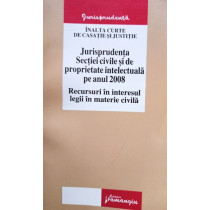 Jurisprudență
ÎNALTA CURTE
DE CASAȚIE ȘI JUSTIȚIE
Jurisprudența
Secției civile și de
proprietate intelectuală
pe anul 2008
Recursuri în interesul
legii în materie civilă
Hamangiu